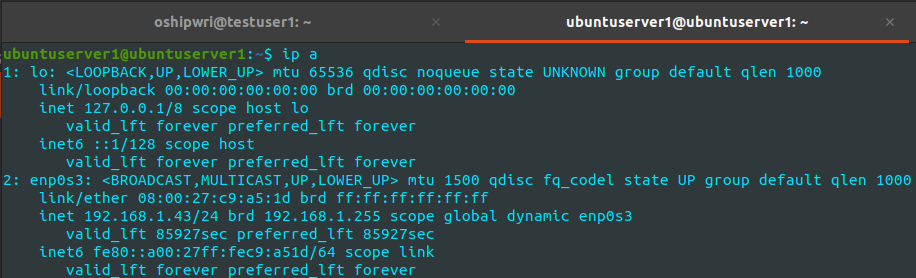 oshipwri@testuser1: ~ × ubuntuserver1@ubuntuserver1: ~ ×
ubuntuserver1@ubuntuserver1:~$ ip a
1: lo: <LOOPBACK,UP,LOWER_UP> mtu 65536 qdisc noqueue state UNKNOWN group default qlen 1000
    link/loopback 00:00:00:00:00:00 brd 00:00:00:00:00:00
    inet 127.0.0.1/8 scope host lo
       valid_lft forever preferred_lft forever
    inet6 ::1/128 scope host
       valid_lft forever preferred_lft forever
2: enp0s3: <BROADCAST,MULTICAST,UP,LOWER_UP> mtu 1500 qdisc fq_codel state UP group default qlen 1000
    link/ether 08:00:27:c9:a5:1d brd ff:ff:ff:ff:ff:ff
    inet 192.168.1.43/24 brd 192.168.1.255 scope global dynamic enp0s3
       valid_lft 85927sec preferred_lft 85927sec
    inet6 fe80::a00:27ff:fec9:a51d/64 scope link
       valid_lft forever preferred_lft forever